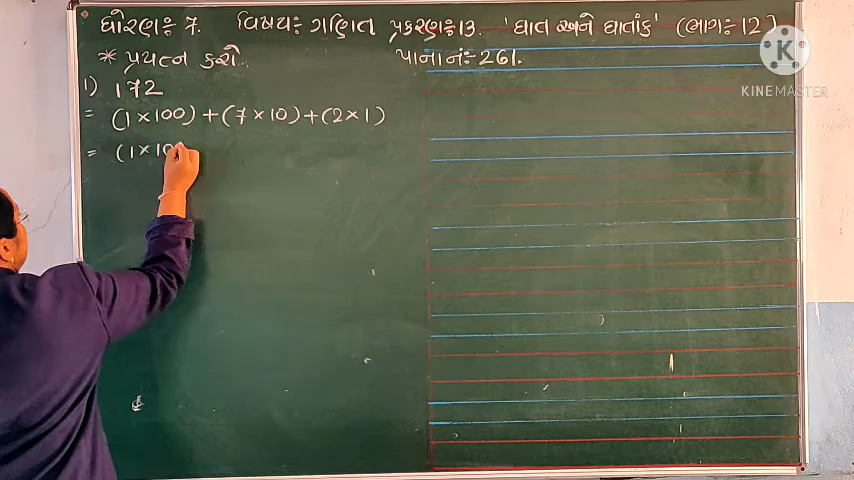 ધોરણ:- 7. વિષય:- ગણિત પ્રકરણ:-13. 'ઘાત અને ઘાતાંક' (ભાગ:- 12)
* પ્રયત્ન કરો. પાના નં:- 261.
1) 172
= (1 × 100) + (7 × 10) + (2 × 1)
= (1 × 10
KINEMASTER